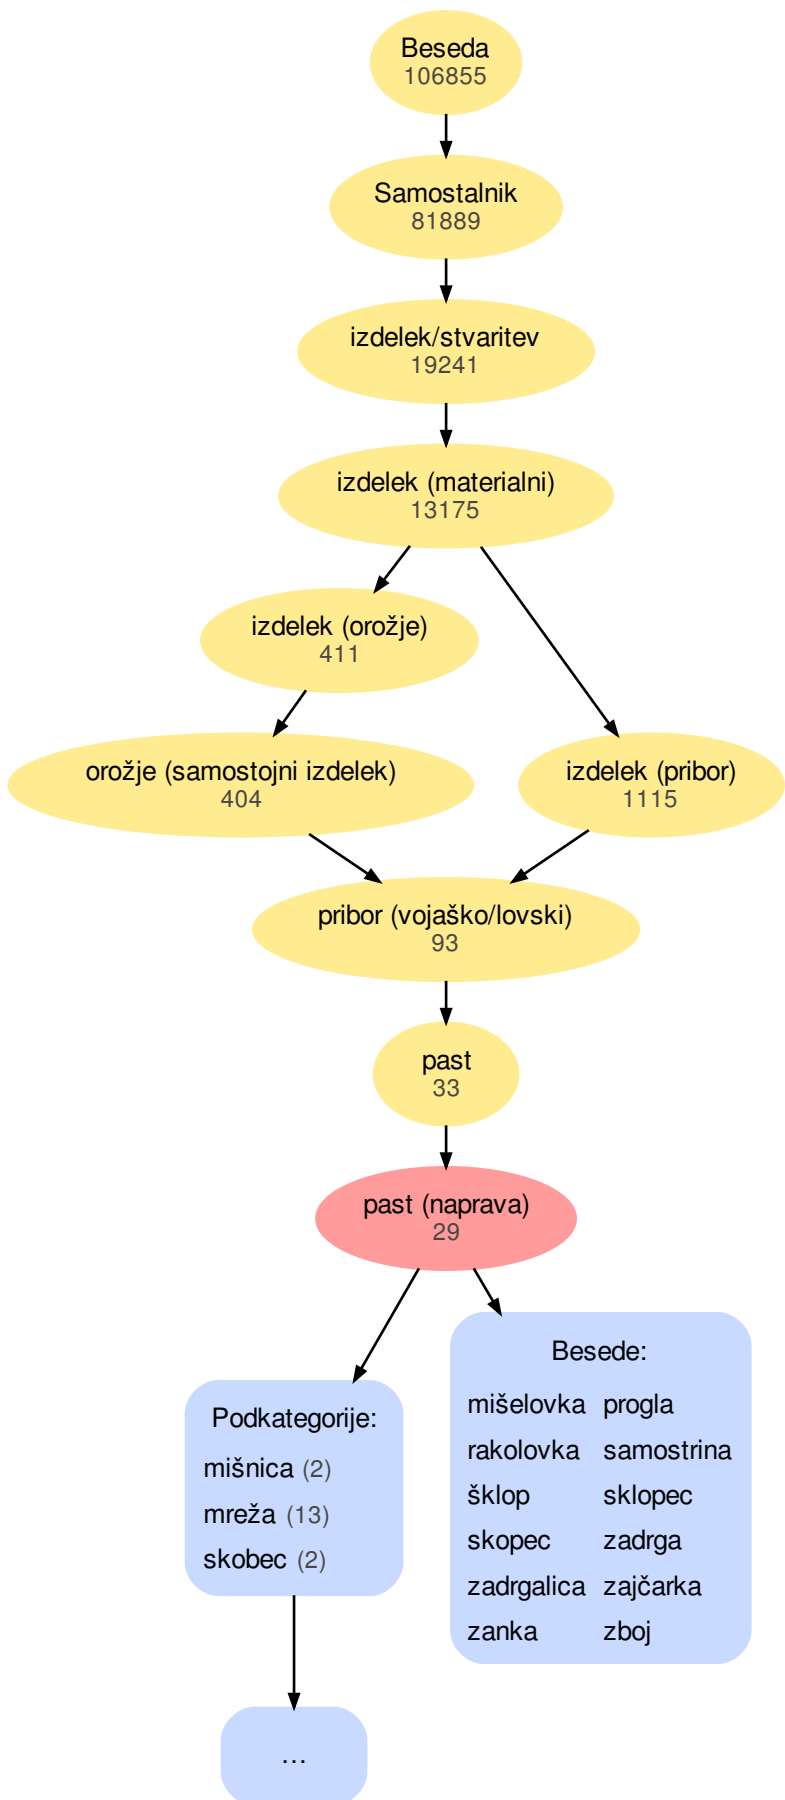 Beseda
106855
Samostalnik
81889
izdelek/stvaritev
19241
izdelek (materialni)
13175
izdelek (orožje)
411
orožje (samostojni izdelek)
404
izdelek (pribor)
1115
pribor (vojaško/lovski)
93
past
33
past (naprava)
29
Podkategorije:
mišnica (2)
mreža (13)
skobec (2)
Besede:
mišelovka progla
rakolovka samostrina
šklop sklopec
skopec zadrga
zadrgalica zajčarka
zanka zboj
...